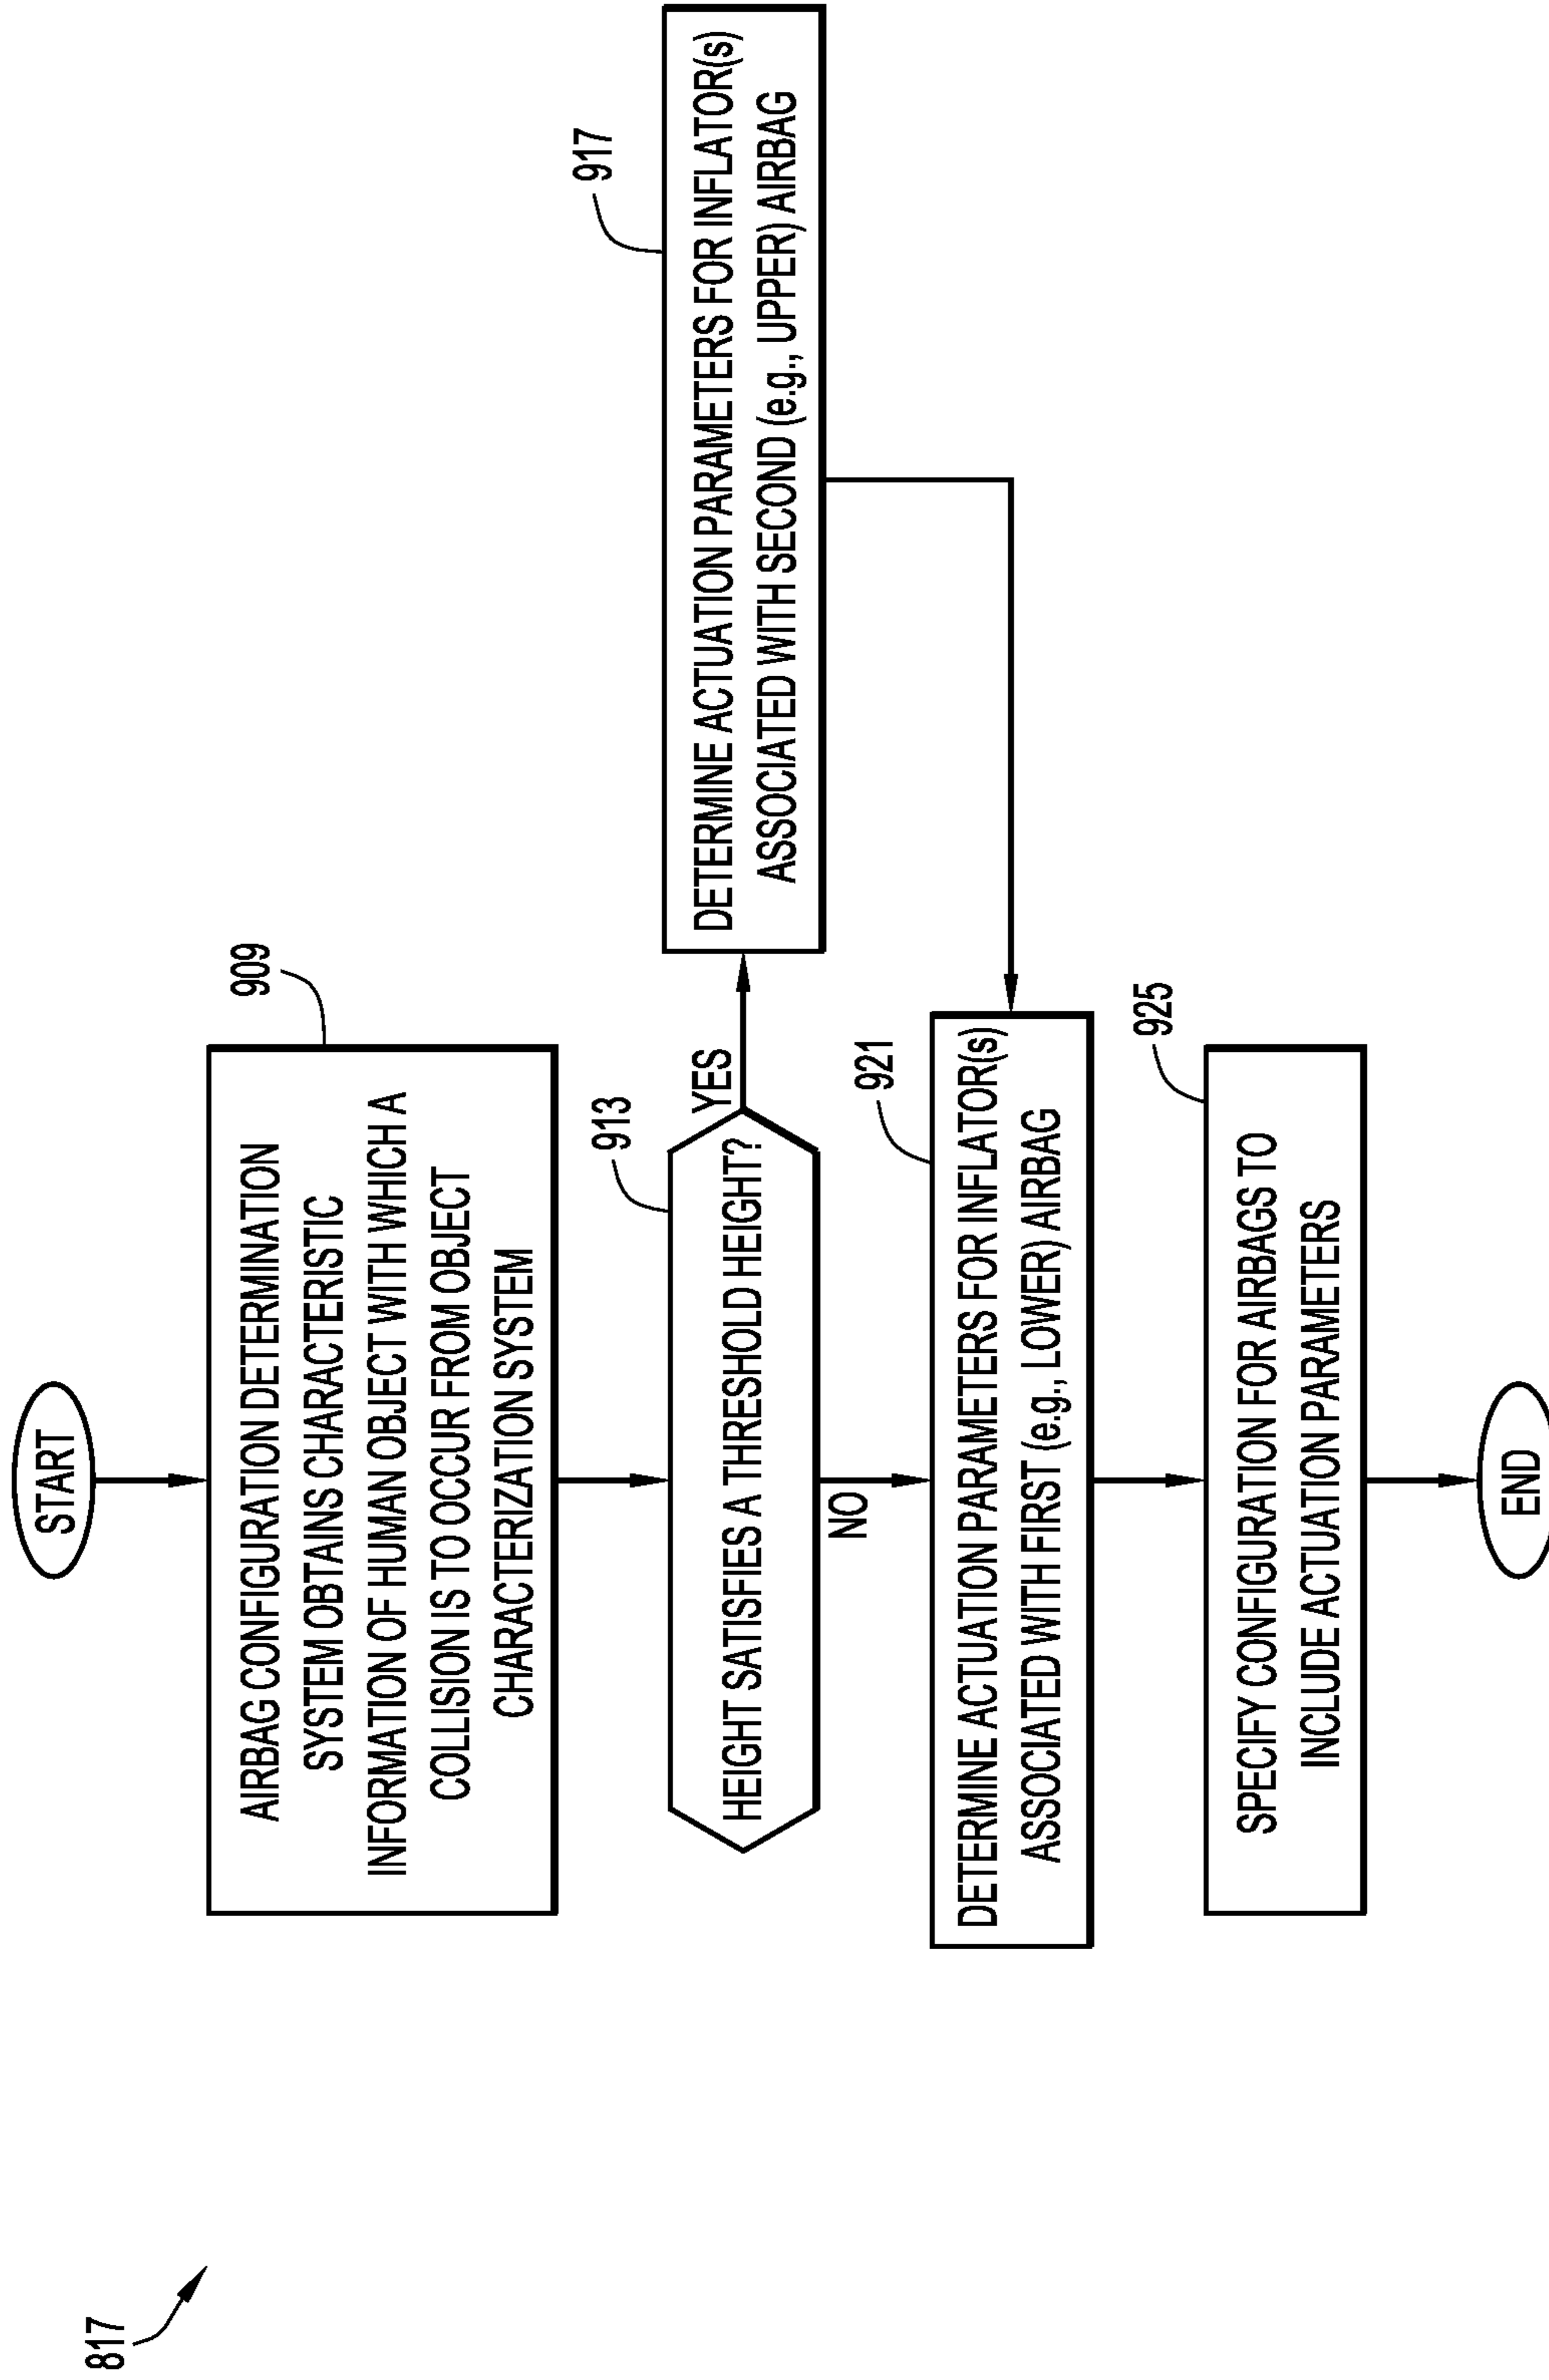 817
START
909
AIRBAG CONFIGURATION DETERMINATION
SYSTEM OBTAINS CHARACTERISTIC
INFORMATION OF HUMAN OBJECT WITH WHICH A
COLLISION IS TO OCCUR FROM OBJECT
CHARACTERIZATION SYSTEM
913
HEIGHT SATISFIES A THRESHOLD HEIGHT?
YES
NO
917
DETERMINE ACTUATION PARAMETERS FOR INFLATOR(s)
ASSOCIATED WITH SECOND (e.g., UPPER) AIRBAG
921
DETERMINE ACTUATION PARAMETERS FOR INFLATOR(s)
ASSOCIATED WITH FIRST (e.g., LOWER) AIRBAG
925
SPECIFY CONFIGURATION FOR AIRBAGS TO
INCLUDE ACTUATION PARAMETERS
END